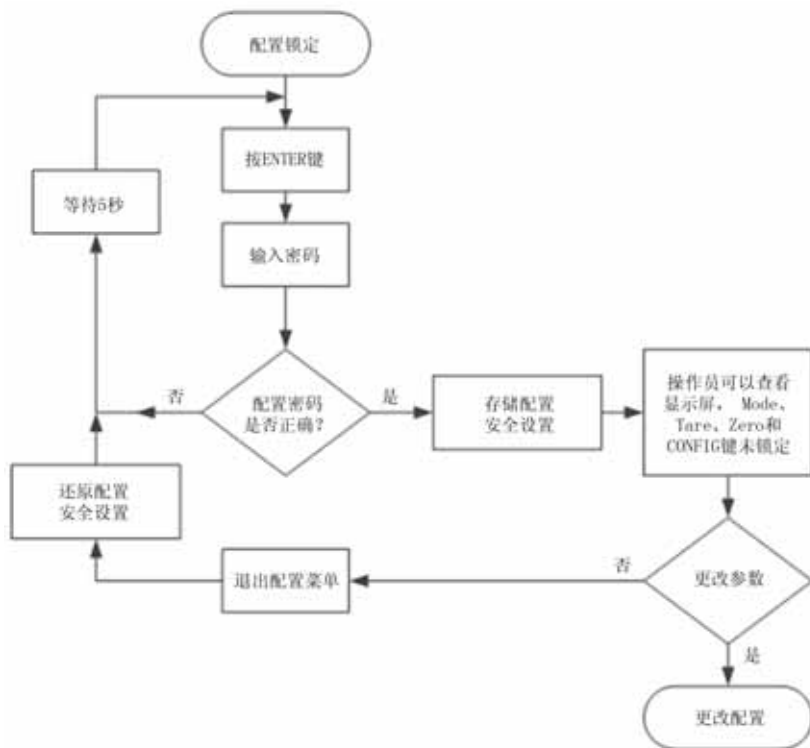 配置锁定
按ENTER键
等待5秒
输入密码
否
配置密码
是否正确？
是
存储配置
安全设置
操作员可以查看
显示屏， Mode、
Tare、Zero和
CONFIG键未锁定
还原配置
安全设置
退出配置菜单
否
更改参数
是
更改配置